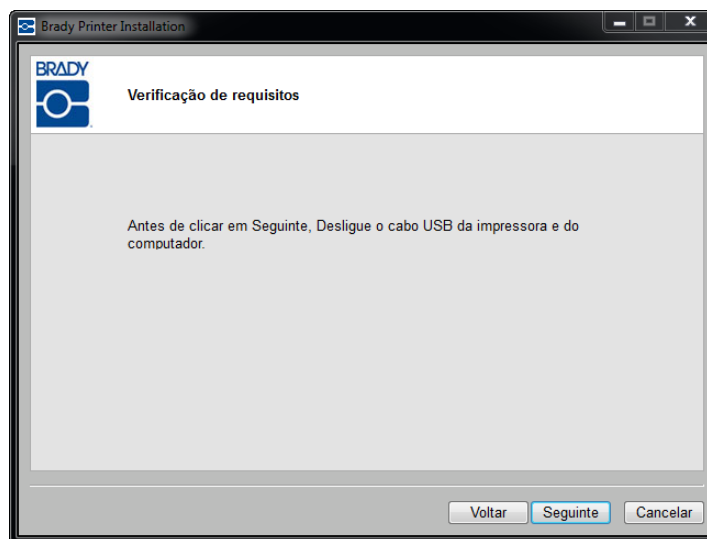 Brady Printer Installation
BRADY
Verificação de requisitos
Antes de clicar em Seguinte, Desligue o cabo USB da impressora e do
computador.
Voltar Seguinte Cancelar